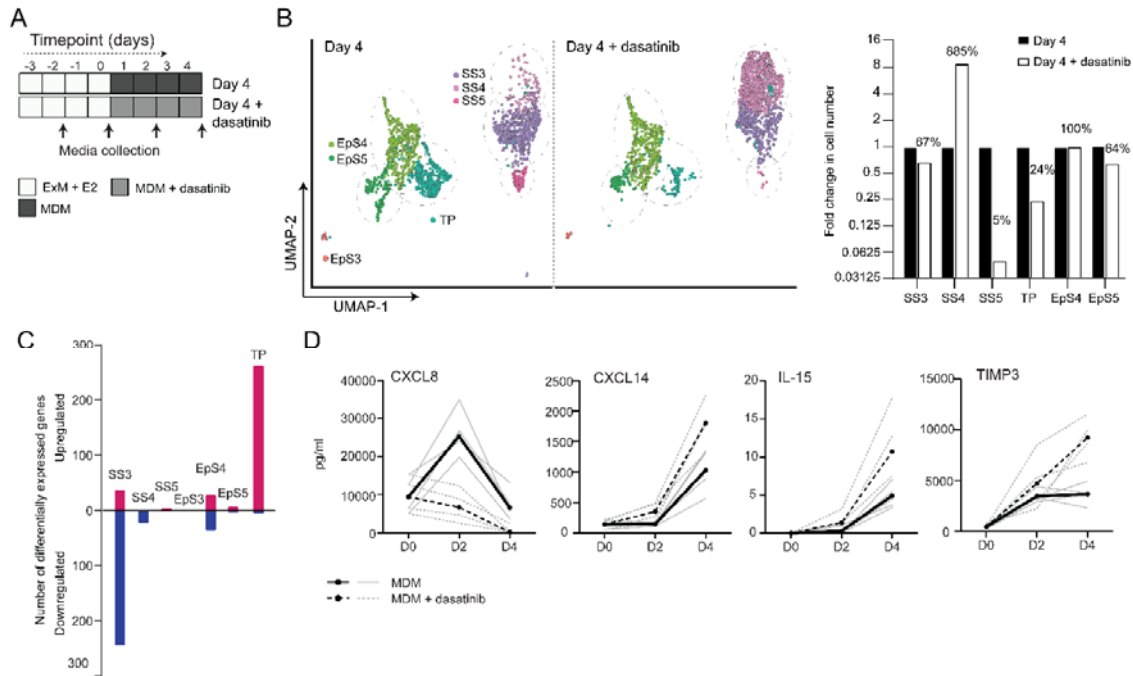 A
Timepoint (days)
-3 -2 -1 0 1 2 3 4
Day 4
Day 4 +
dasatinib
Media collection
ExM + E2
MDM + dasatinib
MDM
B
Day 4
Day 4 + dasatinib
SS3
SS4
SS5
EpS4
EpS5
TP
EpS3
UMAP-2
UMAP-1
Fold change in cell number
16
8
4
2
1
0.5
0.25
0.125
0.0625
0.03125
Day 4
Day 4 + dasatinib
67%
885%
5%
24%
100%
64%
SS3 SS4 SS5 TP EpS4 EpS5
C
Number of differentially expressed genes
Downregulated Upregulated
300
200
100
0
100
200
300
SS3
SS4
SS5
EpS3
EpS4
EpS5
TP
D
pg/ml
CXCL8
40000
30000
20000
10000
0
D0 D2 D4
CXCL14
2500
2000
1500
1000
500
0
D0 D2 D4
IL-15
20
15
10
5
0
D0 D2 D4
TIMP3
15000
10000
5000
0
D0 D2 D4
MDM
MDM + dasatinib